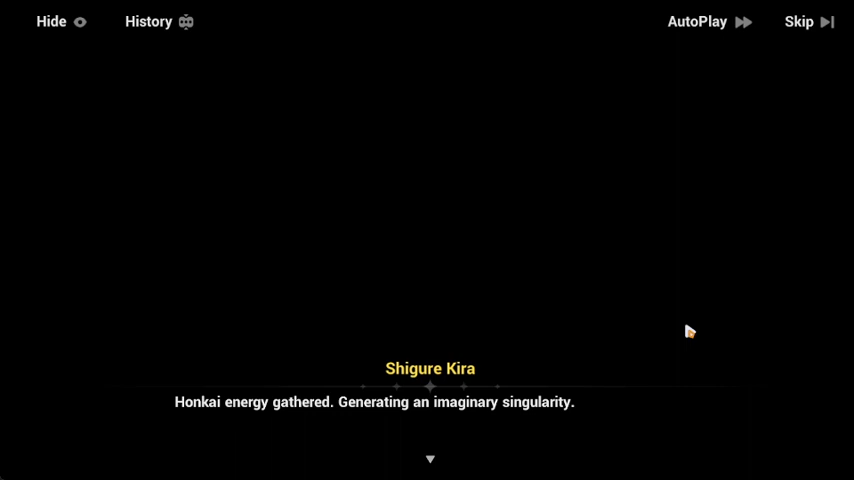 Hide
History
AutoPlay
Skip
Shigure Kira
Honkai energy gathered. Generating an imaginary singularity.